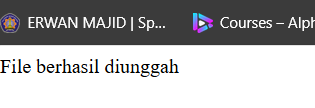 ERWAN MAJID | Sp... Courses – Alph
File berhasil diunggah